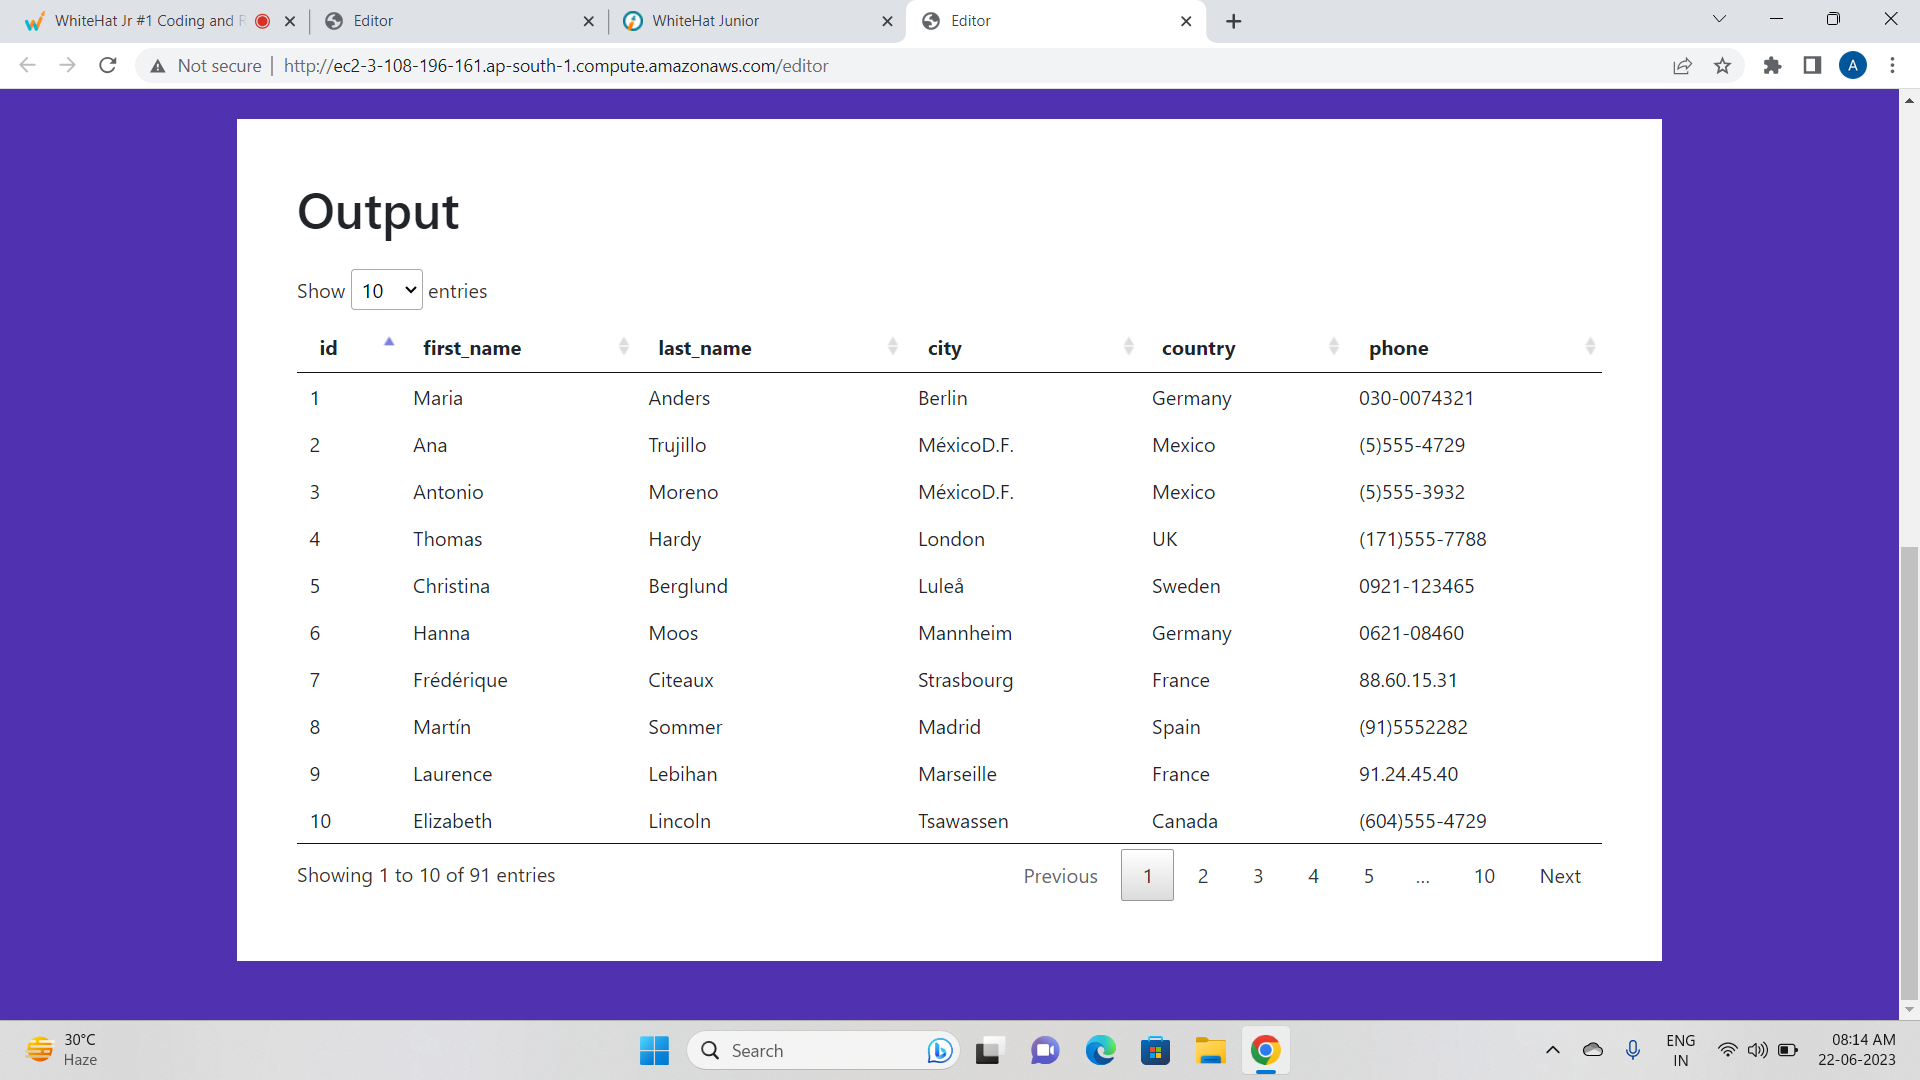 WhiteHat Jr #1 Coding and R
Editor
WhiteHat Junior
Editor
Not secure
http://ec2-3-108-196-161.ap-south-1.compute.amazonaws.com/editor
A
Output
Show 10 entries
id first_name last_name city country phone
1 Maria Anders Berlin Germany 030-0074321
2 Ana Trujillo MéxicoD.F. Mexico (5)555-4729
3 Antonio Moreno MéxicoD.F. Mexico (5)555-3932
4 Thomas Hardy London UK (171)555-7788
5 Christina Berglund Luleå Sweden 0921-123465
6 Hanna Moos Mannheim Germany 0621-08460
7 Frédérique Citeaux Strasbourg France 88.60.15.31
8 Martín Sommer Madrid Spain (91)5552282
9 Laurence Lebihan Marseille France 91.24.45.40
10 Elizabeth Lincoln Tsawassen Canada (604)555-4729
Showing 1 to 10 of 91 entries
Previous 1 2 3 4 5 ... 10 Next
30°C
Haze
Search
ENG
IN
08:14 AM
22-06-2023